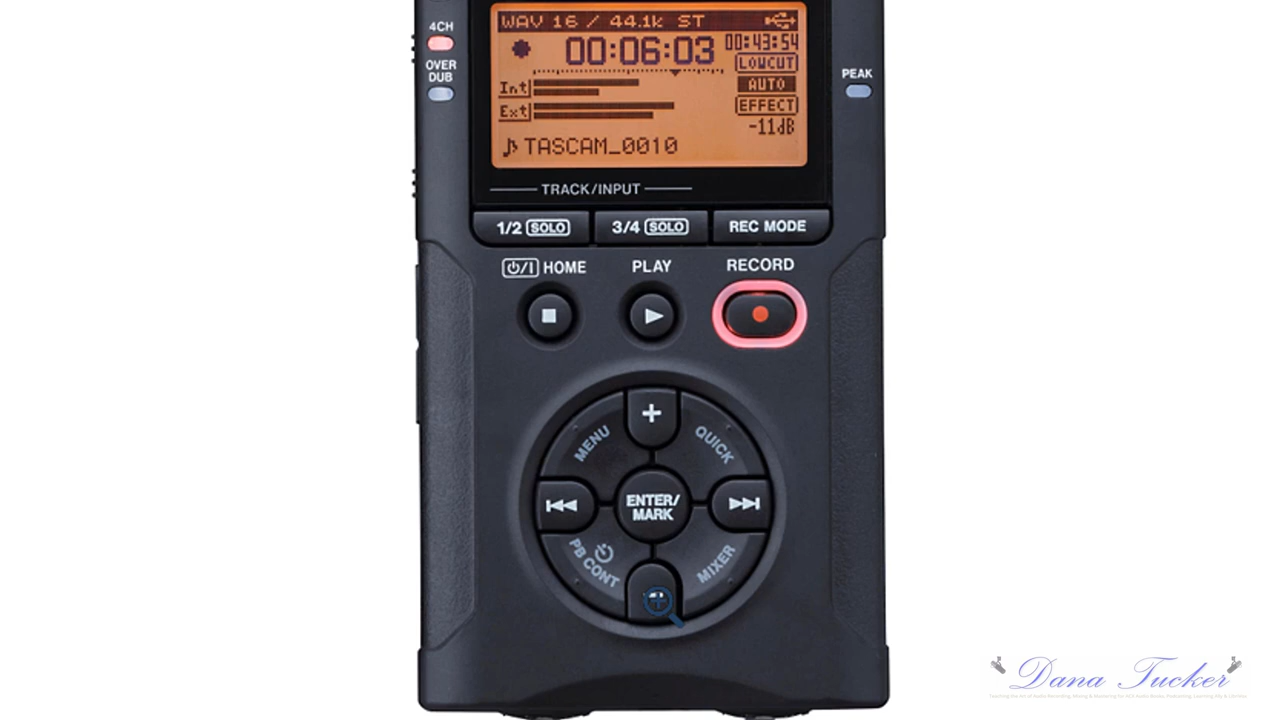 WAV 16 / 44.1k ST
4CH
00:06:03
00:43:54
OVER
DUB
LOWCUT
PEAK
AUTO
Int
EFFECT
Ext
-11dB
TASCAM_0010
TRACK/INPUT
1/2 SOLO
3/4 SOLO
REC MODE
HOME
PLAY
RECORD
+
MENU
QUICK
ENTER/
MARK
PB CONT
MIXER
Dana Tucker